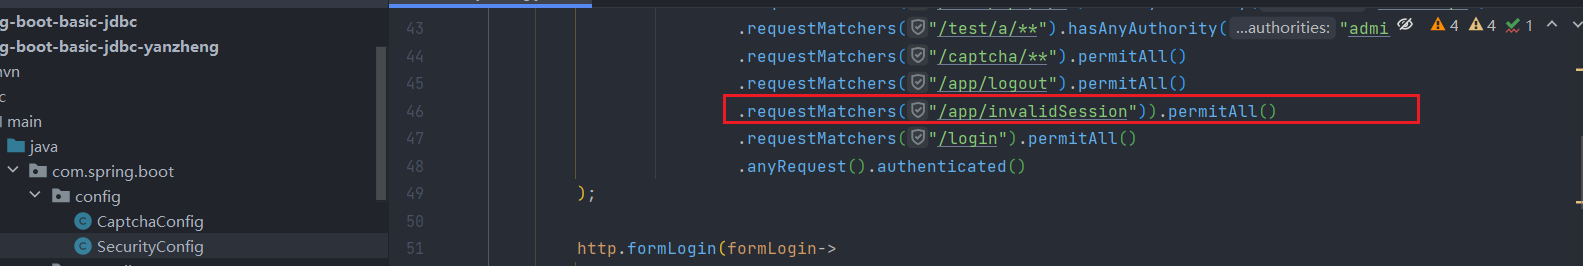 g-boot-basic-jdbc
g-boot-basic-jdbc-yanzheng
vn
c
main
java
com.spring.boot
config
CaptchaConfig
SecurityConfig
43 .requestMatchers("/test/a/**").hasAnyAuthority( ...authorities: "admi
4 4 1
44 .requestMatchers("/captcha/**").permitAll()
45 .requestMatchers("/app/logout").permitAll()
46 .requestMatchers("/app/invalidSession")).permitAll()
47 .requestMatchers("/login").permitAll()
48 .anyRequest().authenticated()
49 );
50
51 http.formLogin(formLogin->